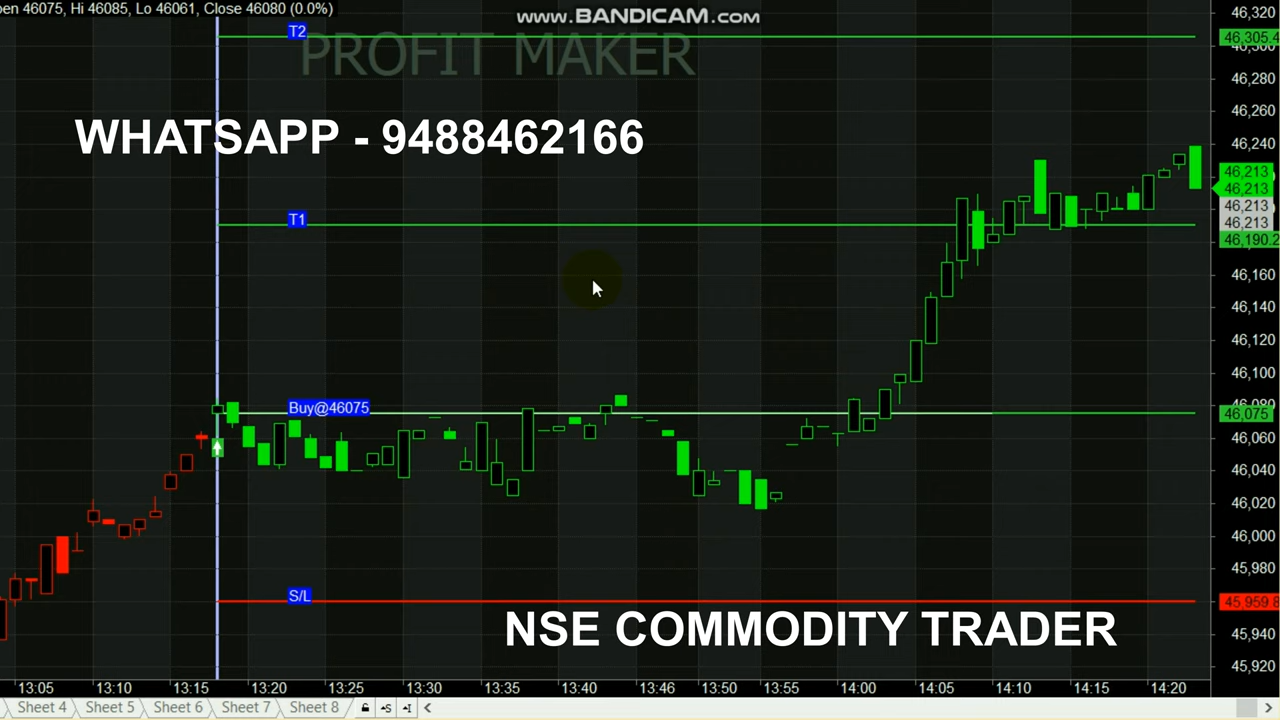 en 46075, Hi 46085, Lo 46061, Close 46080 (0.0%)
www.BANDICAM.com
PROFIT MAKER
T2
WHATSAPP - 9488462166
T1
Buy@46075
S/L
NSE COMMODITY TRADER
46,320
46,305.4
46,300
46,280
46,260
46,240
46,213
46,213
46,213
46,213
46,190.2
46,160
46,140
46,120
46,100
46,080
46,075
46,060
46,040
46,020
46,000
45,980
45,959.8
45,940
45,920
13:05 13:10 13:15 13:20 13:25 13:30 13:35 13:40 13:46 13:50 13:55 14:00 14:05 14:10 14:15 14:20
Sheet 4 Sheet 5 Sheet 6 Sheet 7 Sheet 8